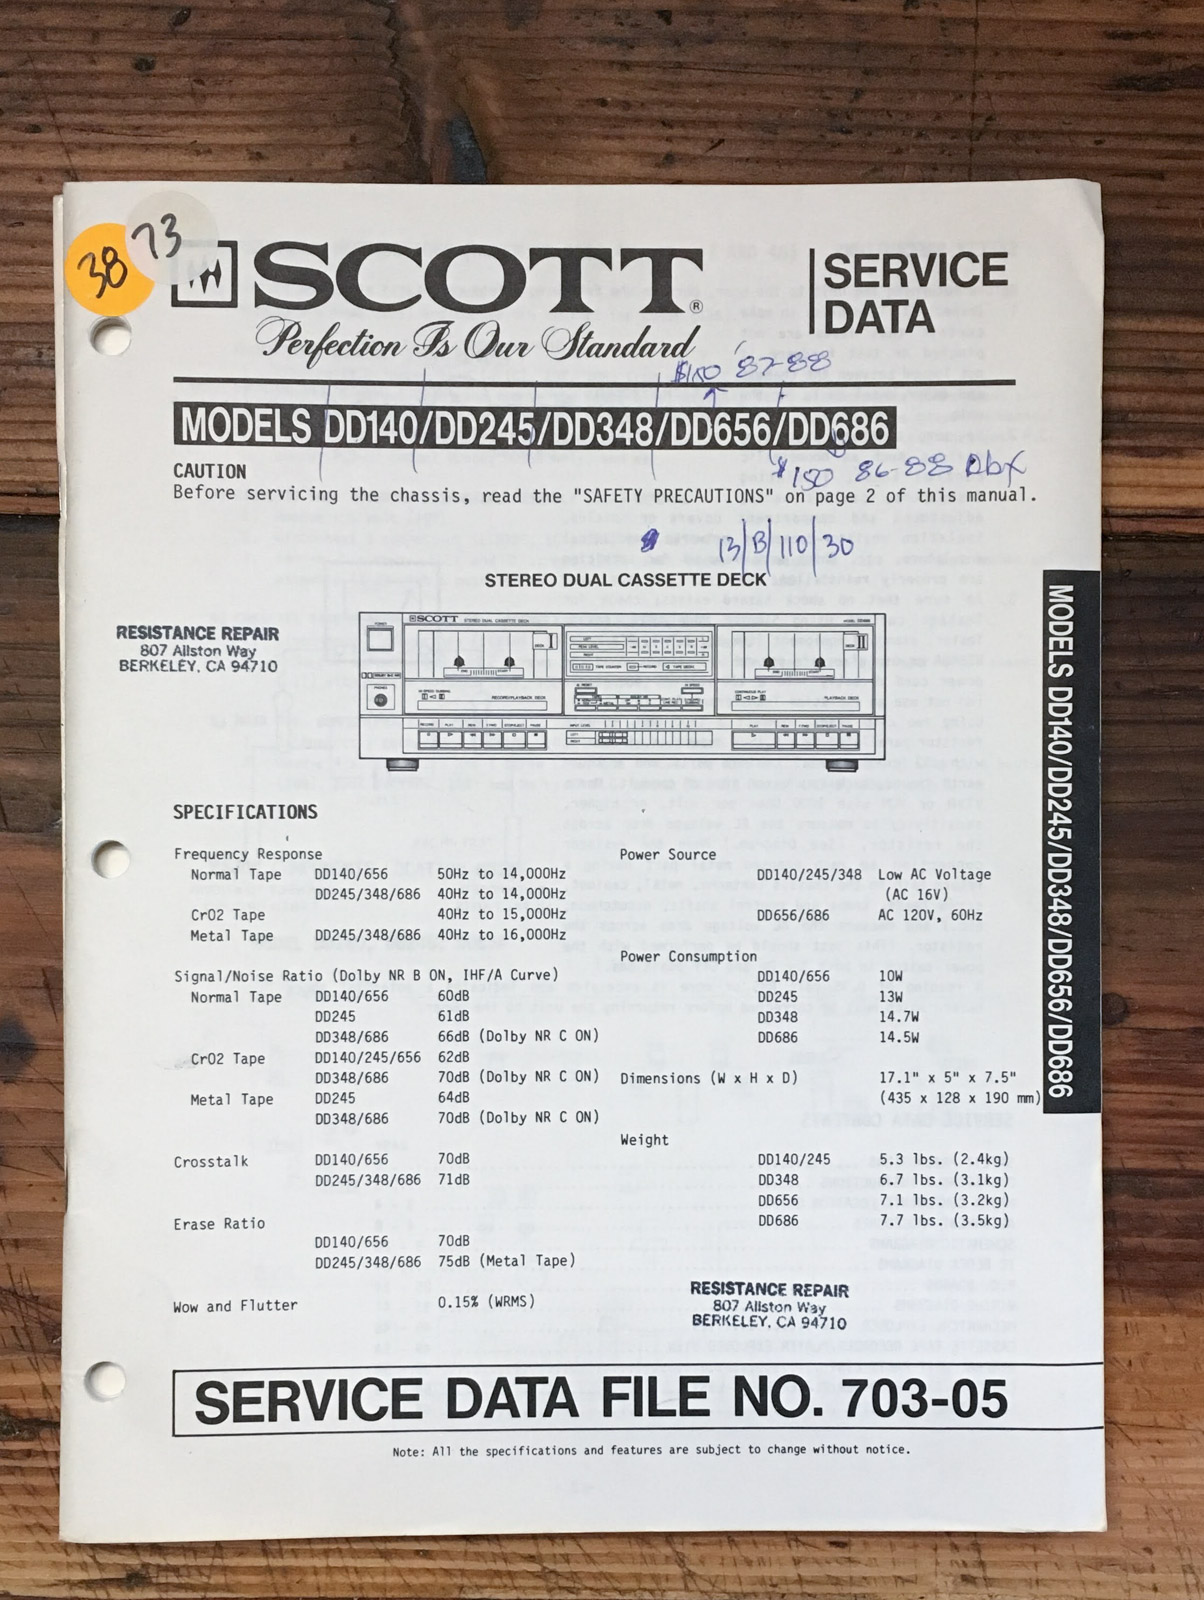 38
73
SCOTT®
Perfection Is Our Standard
SERVICE
DATA
$150 87-88
MODELS DD140/DD245/DD348/DD656/DD686
$150 86-88 Dbx
CAUTION
Before servicing the chassis, read the "SAFETY PRECAUTIONS" on page 2 of this manual.
13/B/110/30
STEREO DUAL CASSETTE DECK
RESISTANCE REPAIR
807 Allston Way
BERKELEY, CA 94710
SCOTT STEREO DUAL CASSETTE DECK
MODELS DD140/DD245/DD348/DD656/DD686
SPECIFICATIONS
Frequency Response
Normal Tape DD140/656 50Hz to 14,000Hz
DD245/348/686 40Hz to 14,000Hz
CrO2 Tape 40Hz to 15,000Hz
Metal Tape DD245/348/686 40Hz to 16,000Hz
Signal/Noise Ratio (Dolby NR B ON, IHF/A Curve)
Normal Tape DD140/656 60dB
DD245 61dB
DD348/686 66dB (Dolby NR C ON)
CrO2 Tape DD140/245/656 62dB
DD348/686 70dB (Dolby NR C ON)
Metal Tape DD245 64dB
DD348/686 70dB (Dolby NR C ON)
Crosstalk DD140/656 70dB
DD245/348/686 71dB
Erase Ratio
DD140/656 70dB
DD245/348/686 75dB (Metal Tape)
Wow and Flutter 0.15% (WRMS)
Power Source
DD140/245/348 Low AC Voltage
(AC 16V)
DD656/686 AC 120V, 60Hz
Power Consumption
DD140/656 10W
DD245 13W
DD348 14.7W
DD686 14.5W
Dimensions (W x H x D) 17.1" x 5" x 7.5"
(435 x 128 x 190 mm)
Weight
DD140/245 5.3 lbs. (2.4kg)
DD348 6.7 lbs. (3.1kg)
DD656 7.1 lbs. (3.2kg)
DD686 7.7 lbs. (3.5kg)
RESISTANCE REPAIR
807 Allston Way
BERKELEY, CA 94710
SERVICE DATA FILE NO. 703-05
Note: All the specifications and features are subject to change without notice.